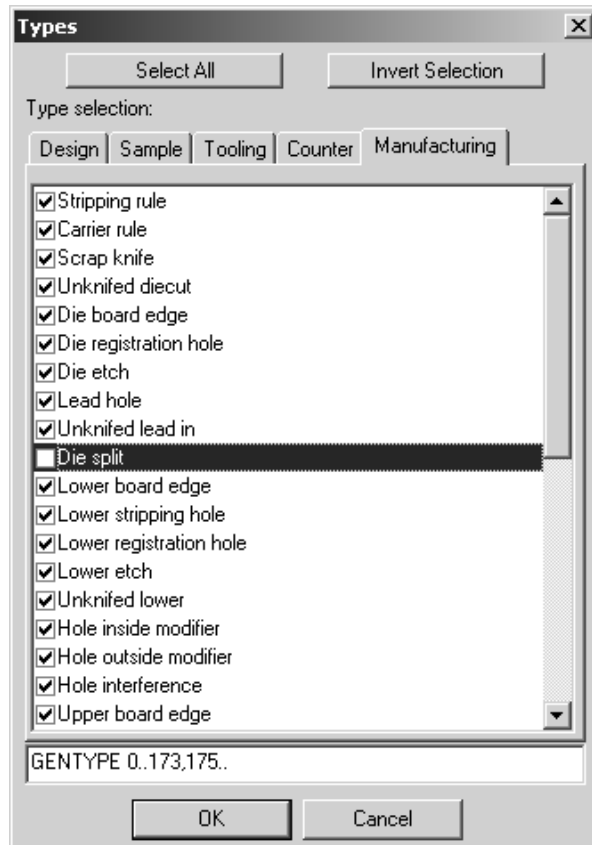 Types
Select All Invert Selection
Type selection:
Design Sample Tooling Counter Manufacturing
Stripping rule
Carrier rule
Scrap knife
Unknifed diecut
Die board edge
Die registration hole
Die etch
Lead hole
Unknifed lead in
Die split
Lower board edge
Lower stripping hole
Lower registration hole
Lower etch
Unknifed lower
Hole inside modifier
Hole outside modifier
Hole interference
Upper board edge
GENTYPE 0..173,175..
OK Cancel